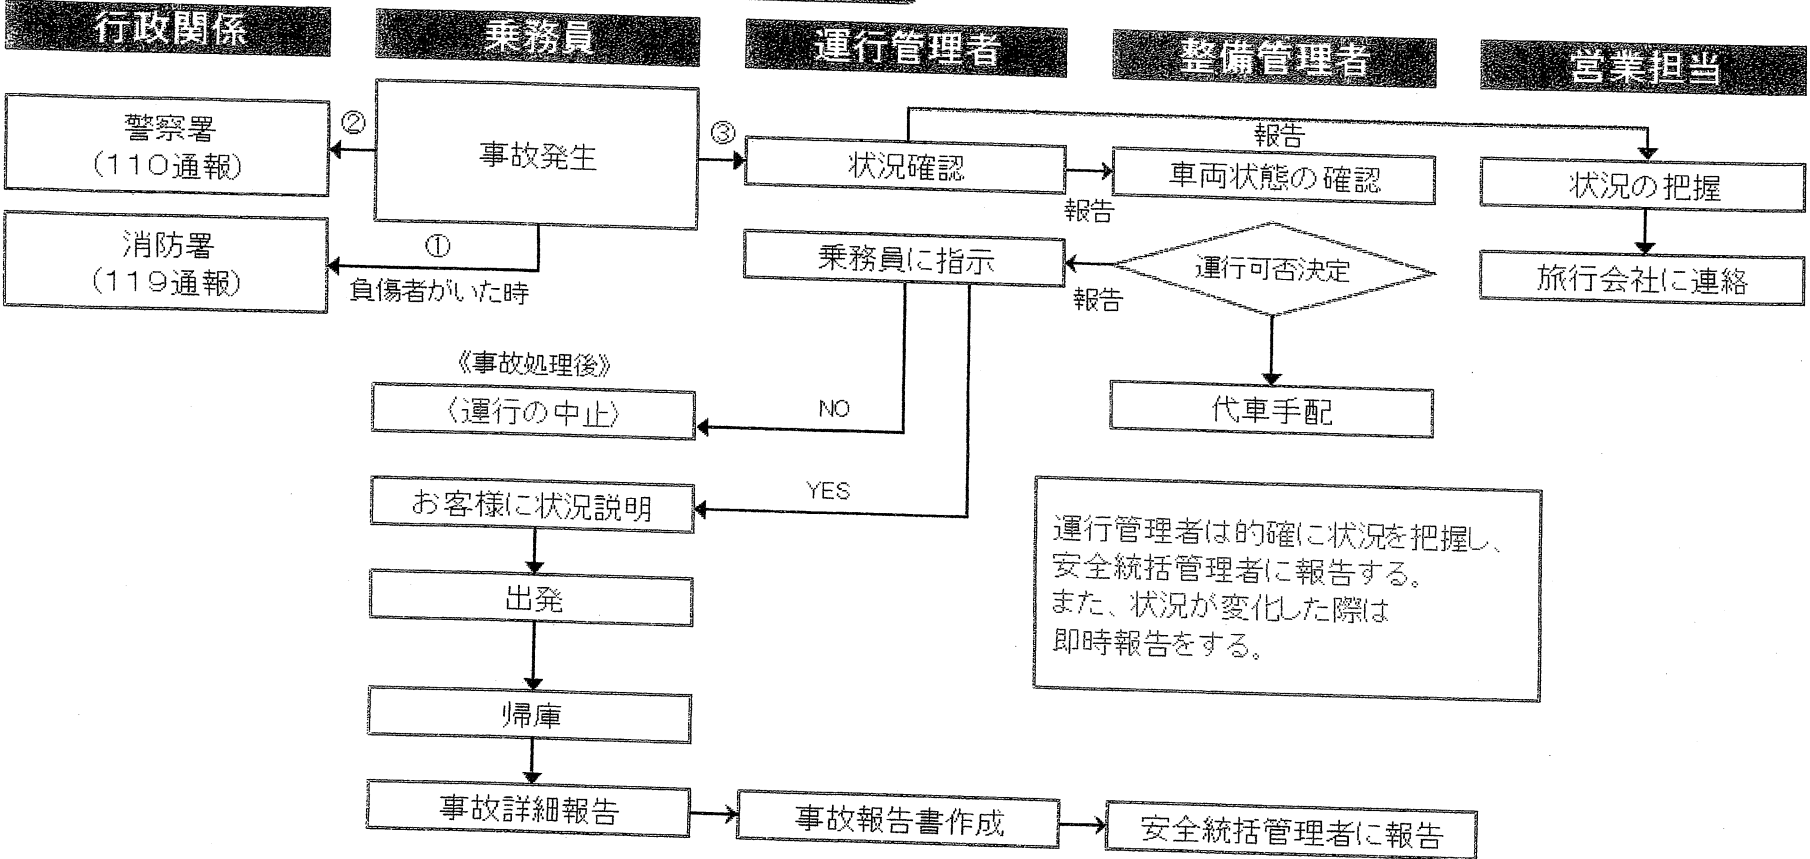 行政関係
乗務員
運行管理者
整備管理者
営業担当
警察署
(110通報)
②
事故発生
③
状況確認
報告
車両状態の確認
報告
状況の把握
消防署
(119通報)
①
負傷者がいた時
乗務員に指示
報告
運行可否決定
旅行会社に連絡
《事故処理後》
〈運行の中止〉
NO
代車手配
お客様に状況説明
YES
運行管理者は的確に状況を把握し、
安全統括管理者に報告する。
また、状況が変化した際は
即時報告をする。
出発
帰庫
事故詳細報告
事故報告書作成
安全統括管理者に報告